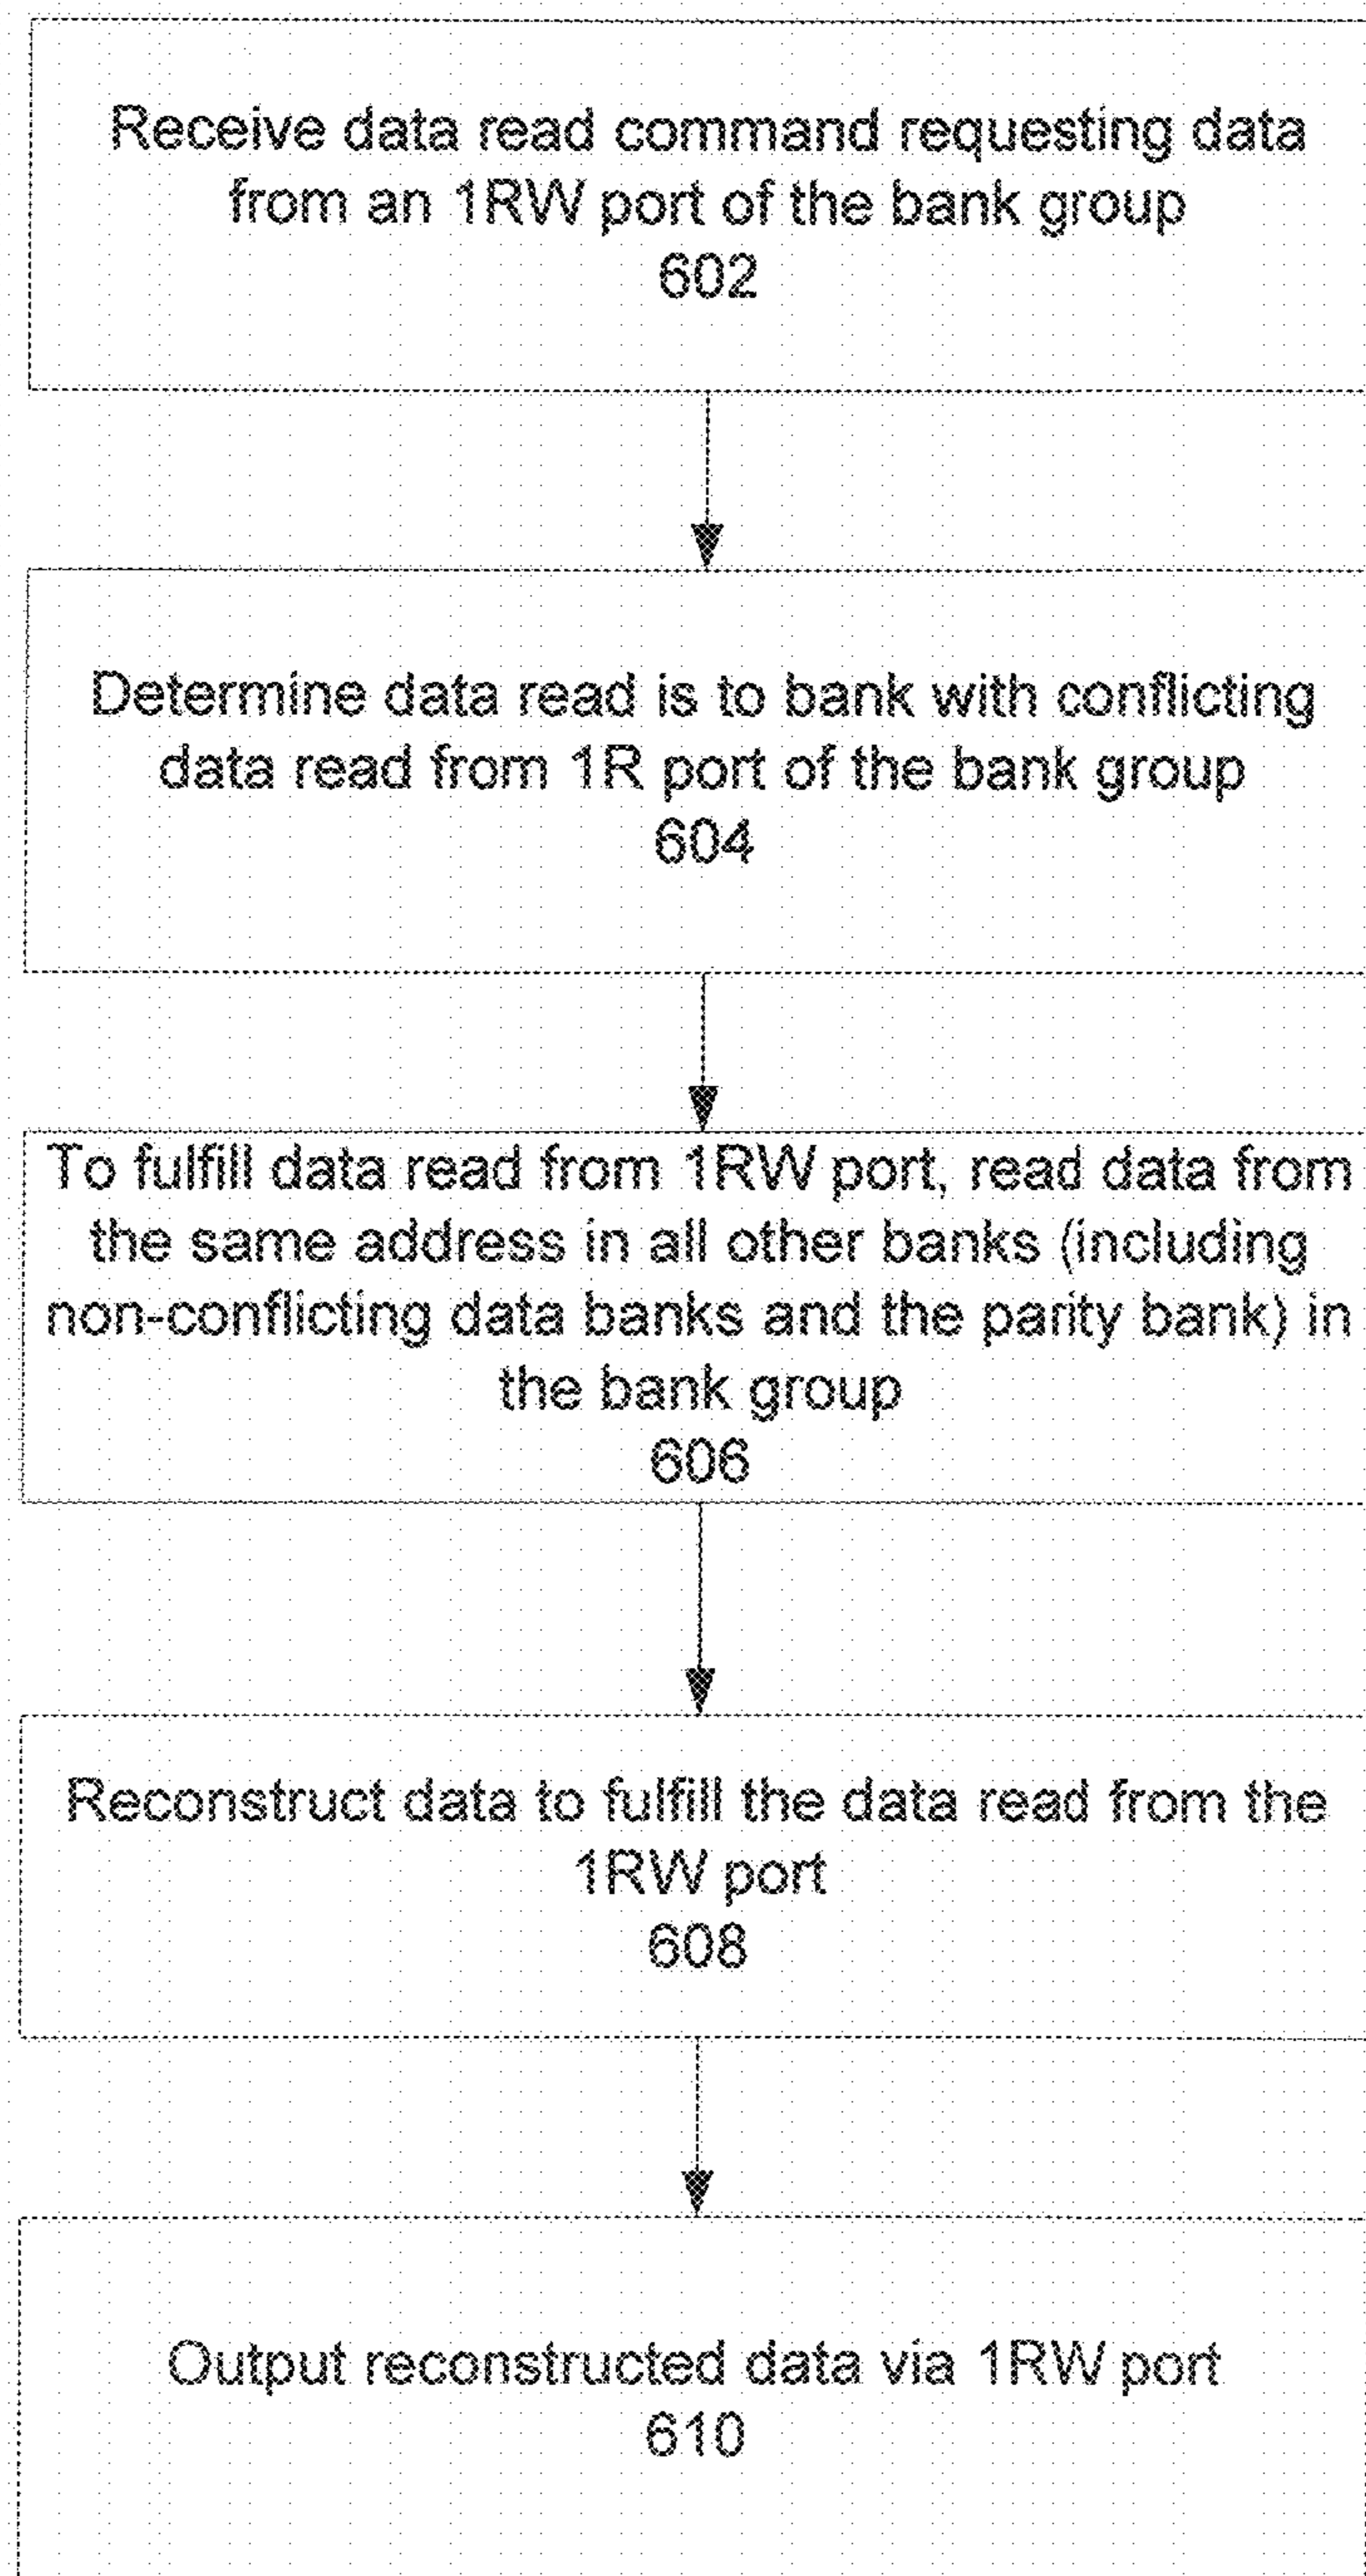 Receive data read command requesting data
from an 1RW port of the bank group
602
Determine data read is to bank with conflicting
data read from 1R port of the bank group
604
To fulfill data read from 1RW port, read data from
the same address in all other banks (including
non-conflicting data banks and the parity bank) in
the bank group
606
Reconstruct data to fulfill the data read from the
1RW port
608
Output reconstructed data via 1RW port
610